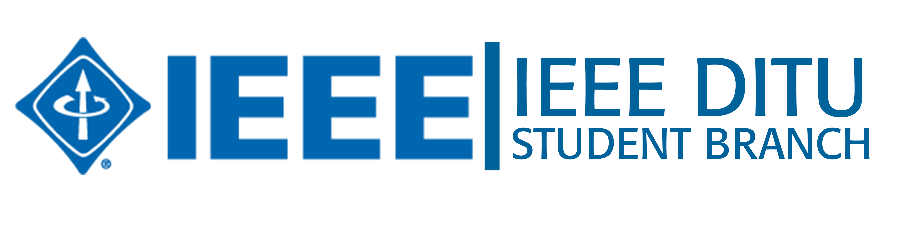 IEEE
IEEE DITU
STUDENT BRANCH
®